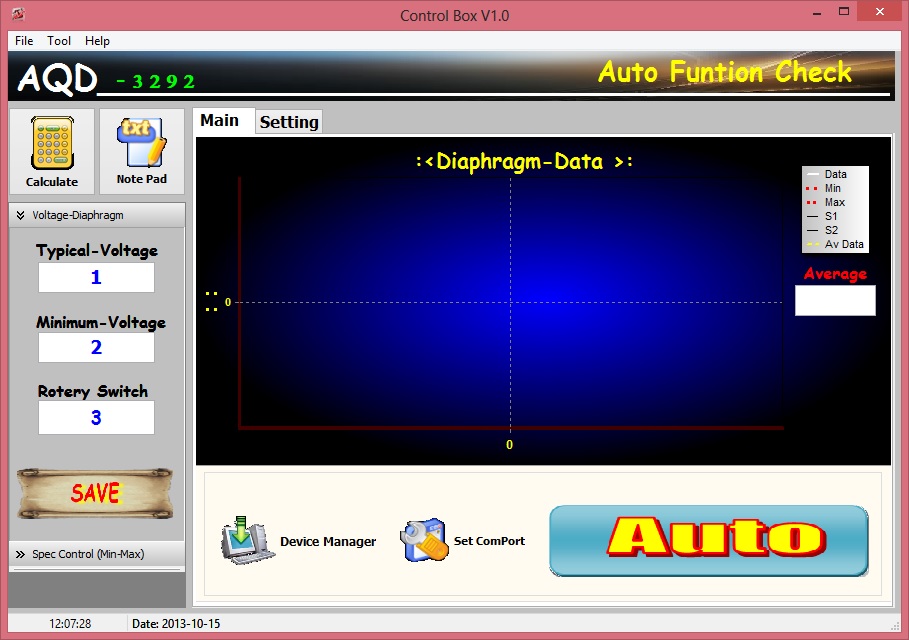 Control Box V1.0
File Tool Help
AQD -3292
Auto Funtion Check
Calculate
txt
Note Pad
Main Setting
Voltage-Diaphragm
Typical-Voltage
1
Minimum-Voltage
2
Rotery Switch
3
SAVE
Spec Control (Min-Max)
:<Diaphragm-Data >:
Data
Min
Max
S1
S2
Av Data
Average
:: 0
0
Device Manager
Set ComPort
Auto
12:07:28 Date: 2013-10-15